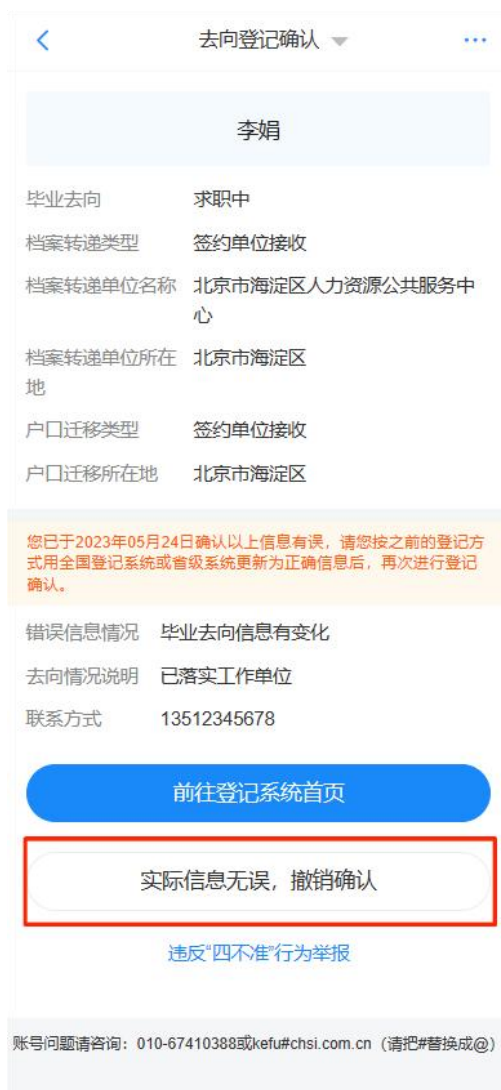 去向登记确认
李娟
毕业去向 求职中
档案转递类型 签约单位接收
档案转递单位名称 北京市海淀区人力资源公共服务中
心
档案转递单位所在 北京市海淀区
地
户口迁移类型 签约单位接收
户口迁移所在地 北京市海淀区
您已于2023年05月24日确认以上信息有误，请您按之前的登记方
式用全国登记系统或省级系统更新为正确信息后，再次进行登记
确认。
错误信息情况 毕业去向信息有变化
去向情况说明 已落实工作单位
联系方式 13512345678
前往登记系统首页
实际信息无误，撤销确认
违反“四不准”行为举报
账号问题请咨询：010-67410388或kefu#chsi.com.cn（请把#替换成@）